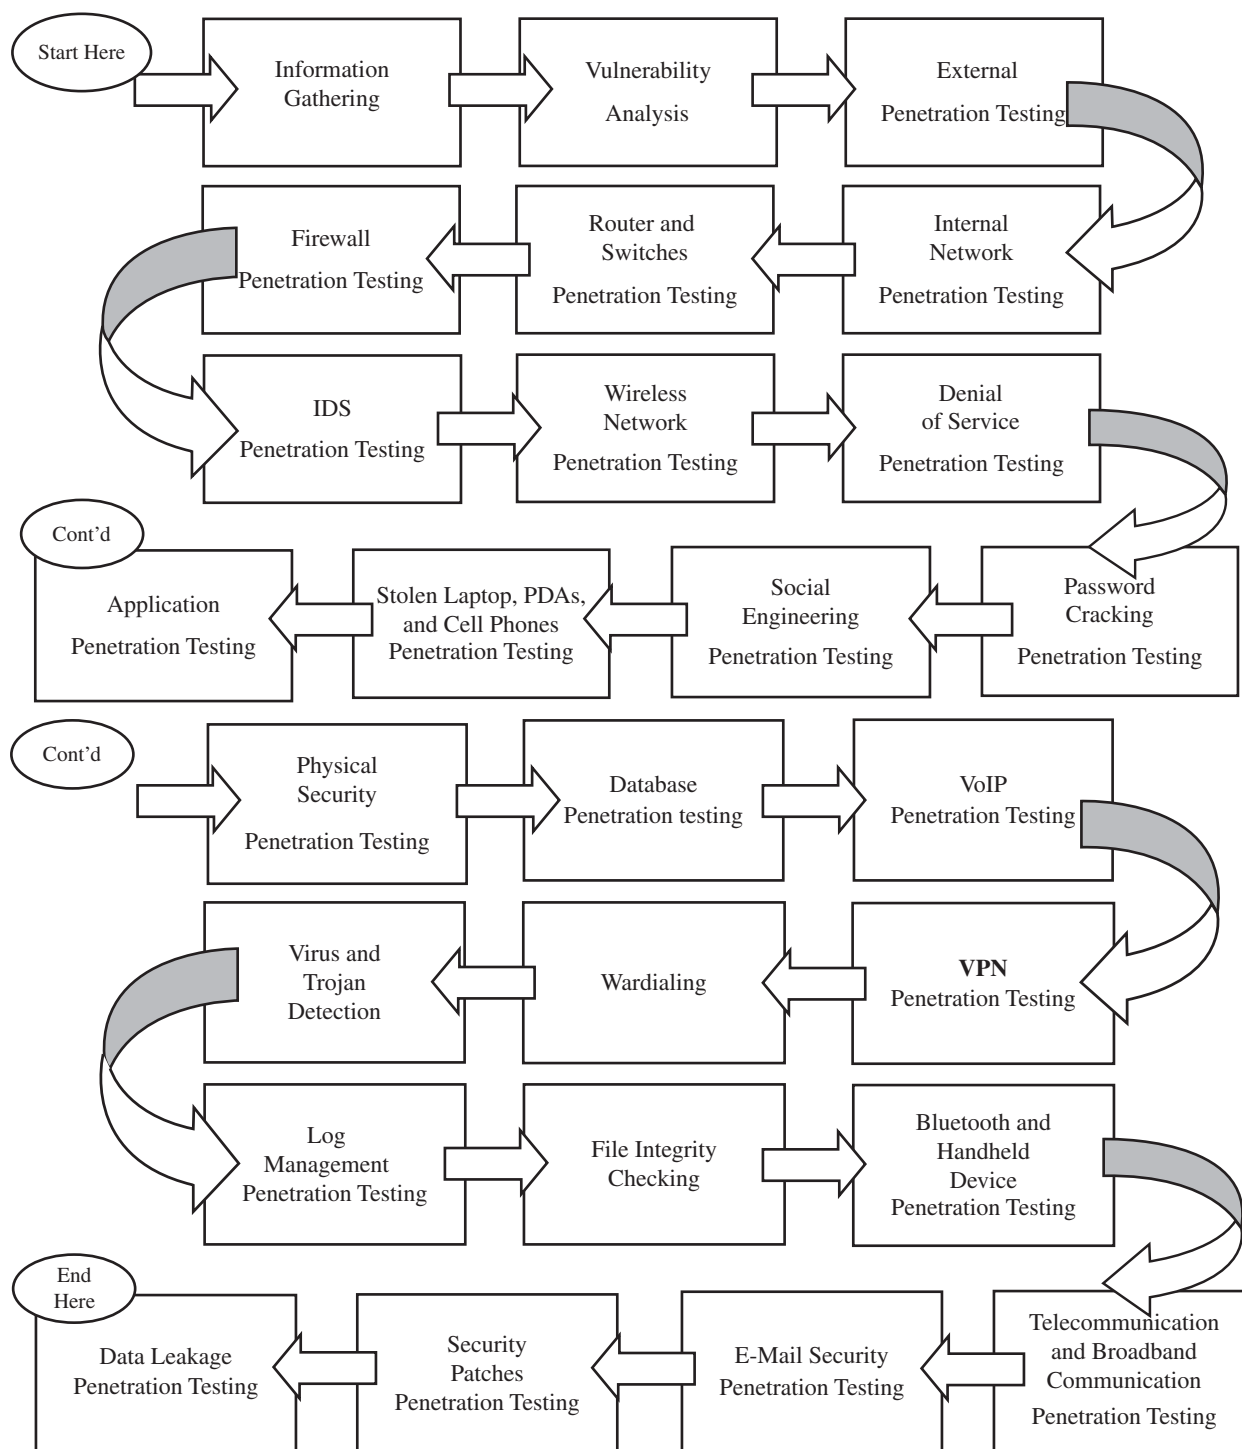 Start Here
Information
Gathering
Vulnerability
Analysis
External
Penetration Testing
Internal
Network
Penetration Testing
Router and
Switches
Penetration Testing
Firewall
Penetration Testing
IDS
Penetration Testing
Wireless
Network
Penetration Testing
Denial
of Service
Penetration Testing
Password
Cracking
Penetration Testing
Social
Engineering
Penetration Testing
Stolen Laptop, PDAs,
and Cell Phones
Penetration Testing
Cont'd
Application
Penetration Testing
Cont'd
Physical
Security
Penetration Testing
Database
Penetration testing
VoIP
Penetration Testing
VPN
Penetration Testing
Wardialing
Virus and
Trojan
Detection
Log
Management
Penetration Testing
File Integrity
Checking
Bluetooth and
Handheld
Device
Penetration Testing
Telecommunication
and Broadband
Communication
Penetration Testing
E-Mail Security
Penetration Testing
Security
Patches
Penetration Testing
End
Here
Data Leakage
Penetration Testing